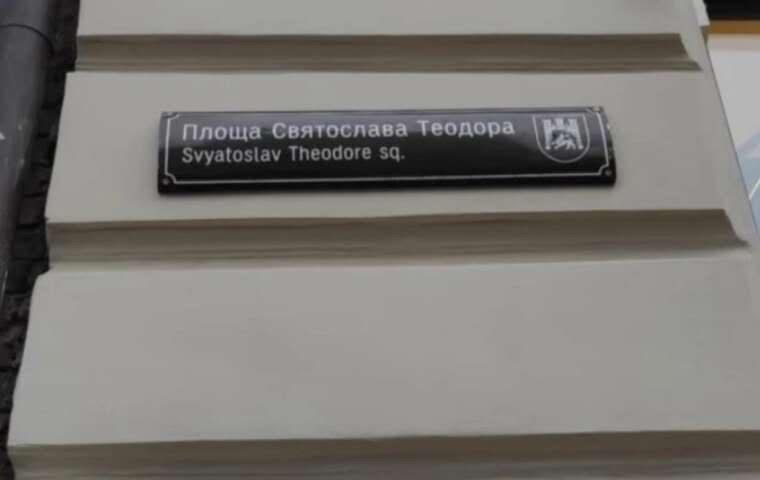 Площа Святослава Теодора
Svyatoslav Theodore sq.